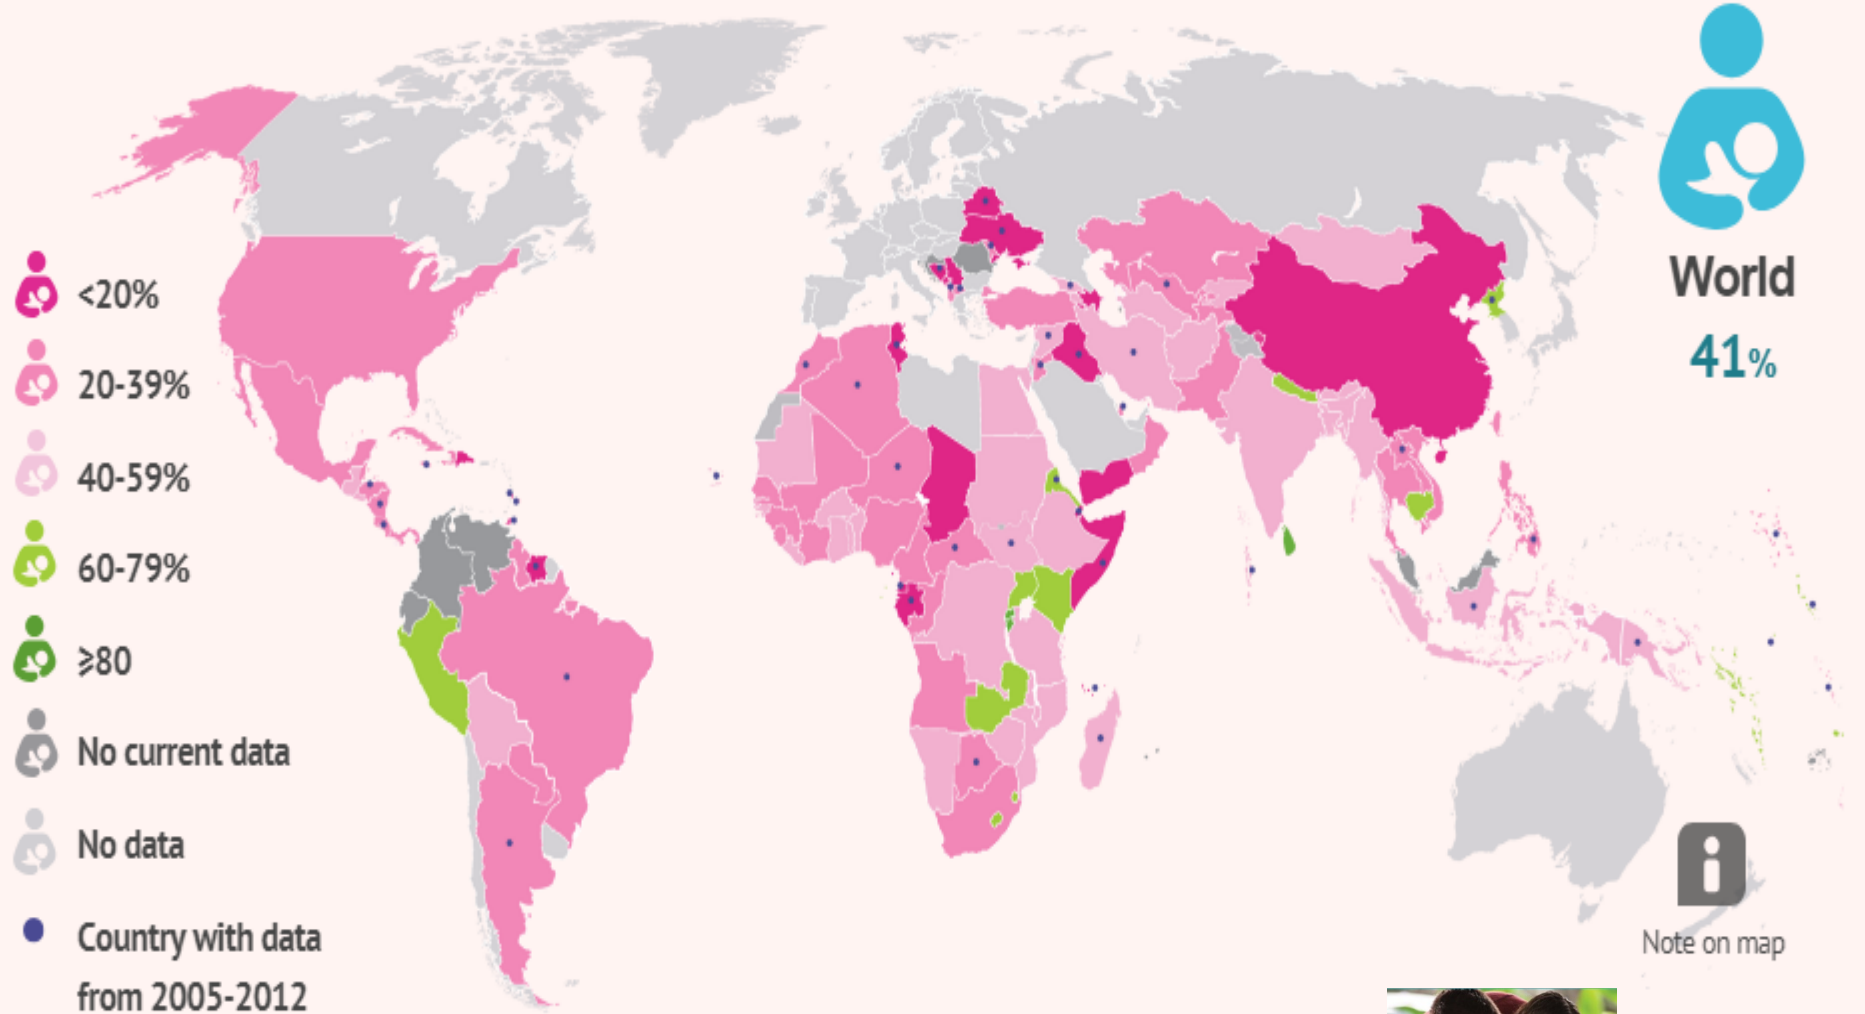 World
41%
<20%
20-39%
40-59%
60-79%
≥80
No current data
No data
Country with data
from 2005-2012
Note on map